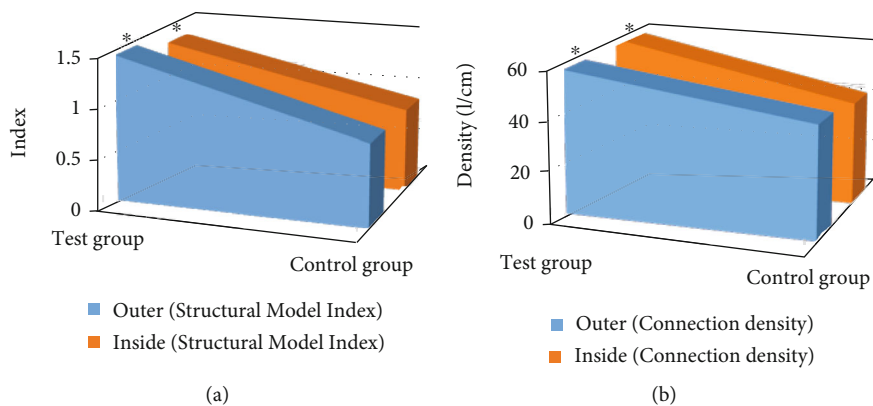 * *
1.5
1
0.5
0
Index
Test group
Control group
Outer (Structural Model Index)
Inside (Structural Model Index)
(a)
* *
60
40
20
0
Density (l/cm)
Test group
Control group
Outer (Connection density)
Inside (Connection density)
(b)